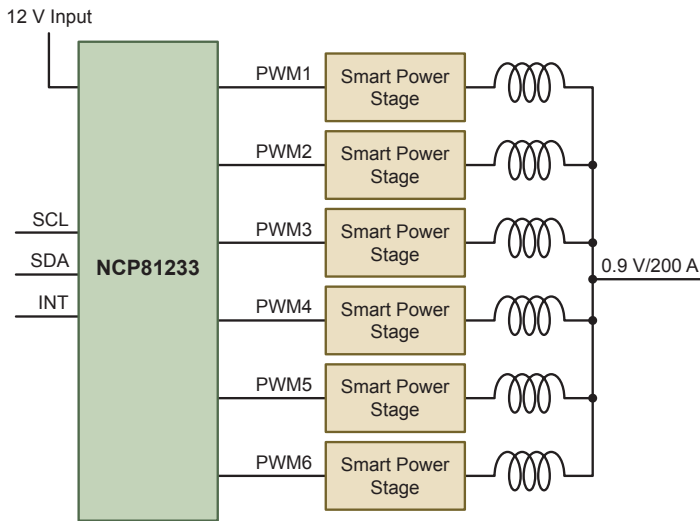 12 V Input
PWM1
Smart Power
Stage
PWM2
Smart Power
Stage
SCL
PWM3
Smart Power
Stage
SDA
NCP81233
0.9 V/200 A
INT
PWM4
Smart Power
Stage
PWM5
Smart Power
Stage
PWM6
Smart Power
Stage